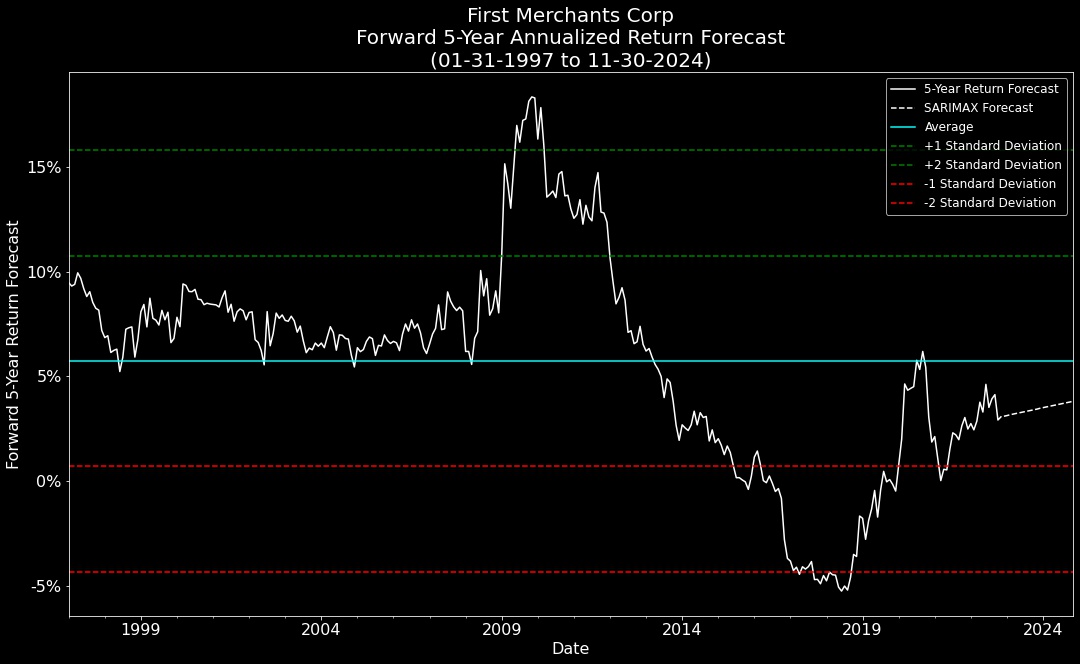 First Merchants Corp
Forward 5-Year Annualized Return Forecast
(01-31-1997 to 11-30-2024)
5-Year Return Forecast
SARIMAX Forecast
Average
+1 Standard Deviation
+2 Standard Deviation
-1 Standard Deviation
-2 Standard Deviation
Forward 5-Year Return Forecast
15%
10%
5%
0%
-5%
1999
2004
2009
2014
2019
2024
Date